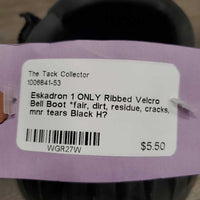 The Tack Collector
1006841-53
Eskadron 1 ONLY Ribbed Velcro
Bell Boot *fair, dirt, residue, cracks,
mnr tears Black H?
WGR27W
$5.50